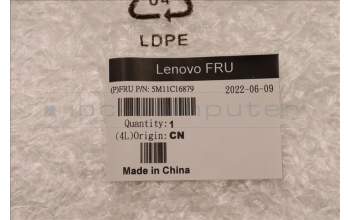 04
LDPE
Lenovo FRU
(P)FRU P/N: 5M11C16879 2022-06-09
Quantity: 1
(4L)Origin: CN
Made in China